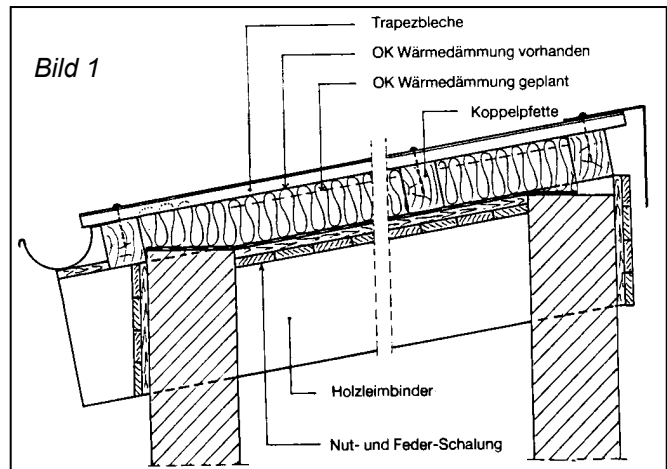 Bild 1
Trapezbleche
OK Wärmedämmung vorhanden
OK Wärmedämmung geplant
Koppelpfette
Holzleimbinder
Nut- und Feder-Schalung